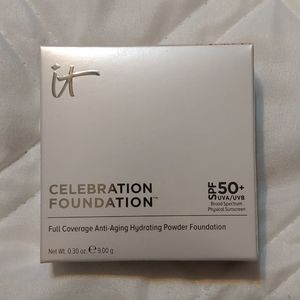 it
CELEBRATION
FOUNDATION™
SPF 50+
UVA/UVB
Broad Spectrum
Physical Sunscreen
Full Coverage Anti-Aging Hydrating Powder Foundation
Net Wt. 0.30 oz. ℮ 9.00 g